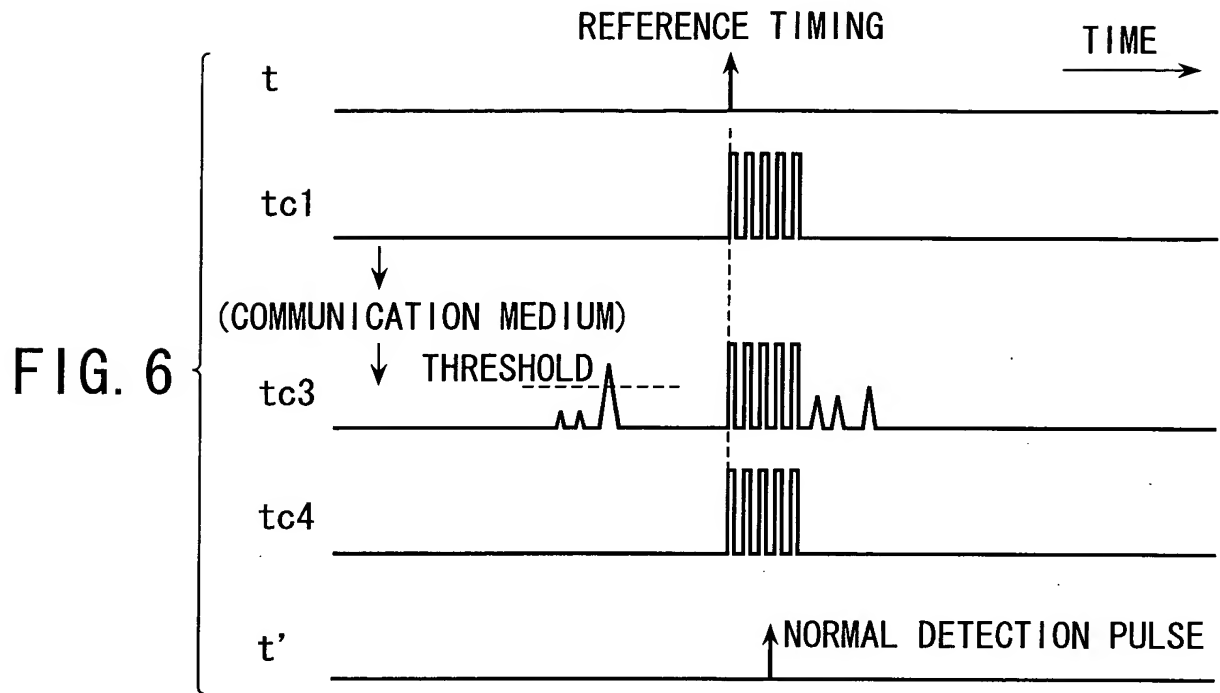 REFERENCE TIMING
TIME
t
tc1
(COMMUNICATION MEDIUM)
FIG. 6
THRESHOLD
tc3
tc4
t'
NORMAL DETECTION PULSE